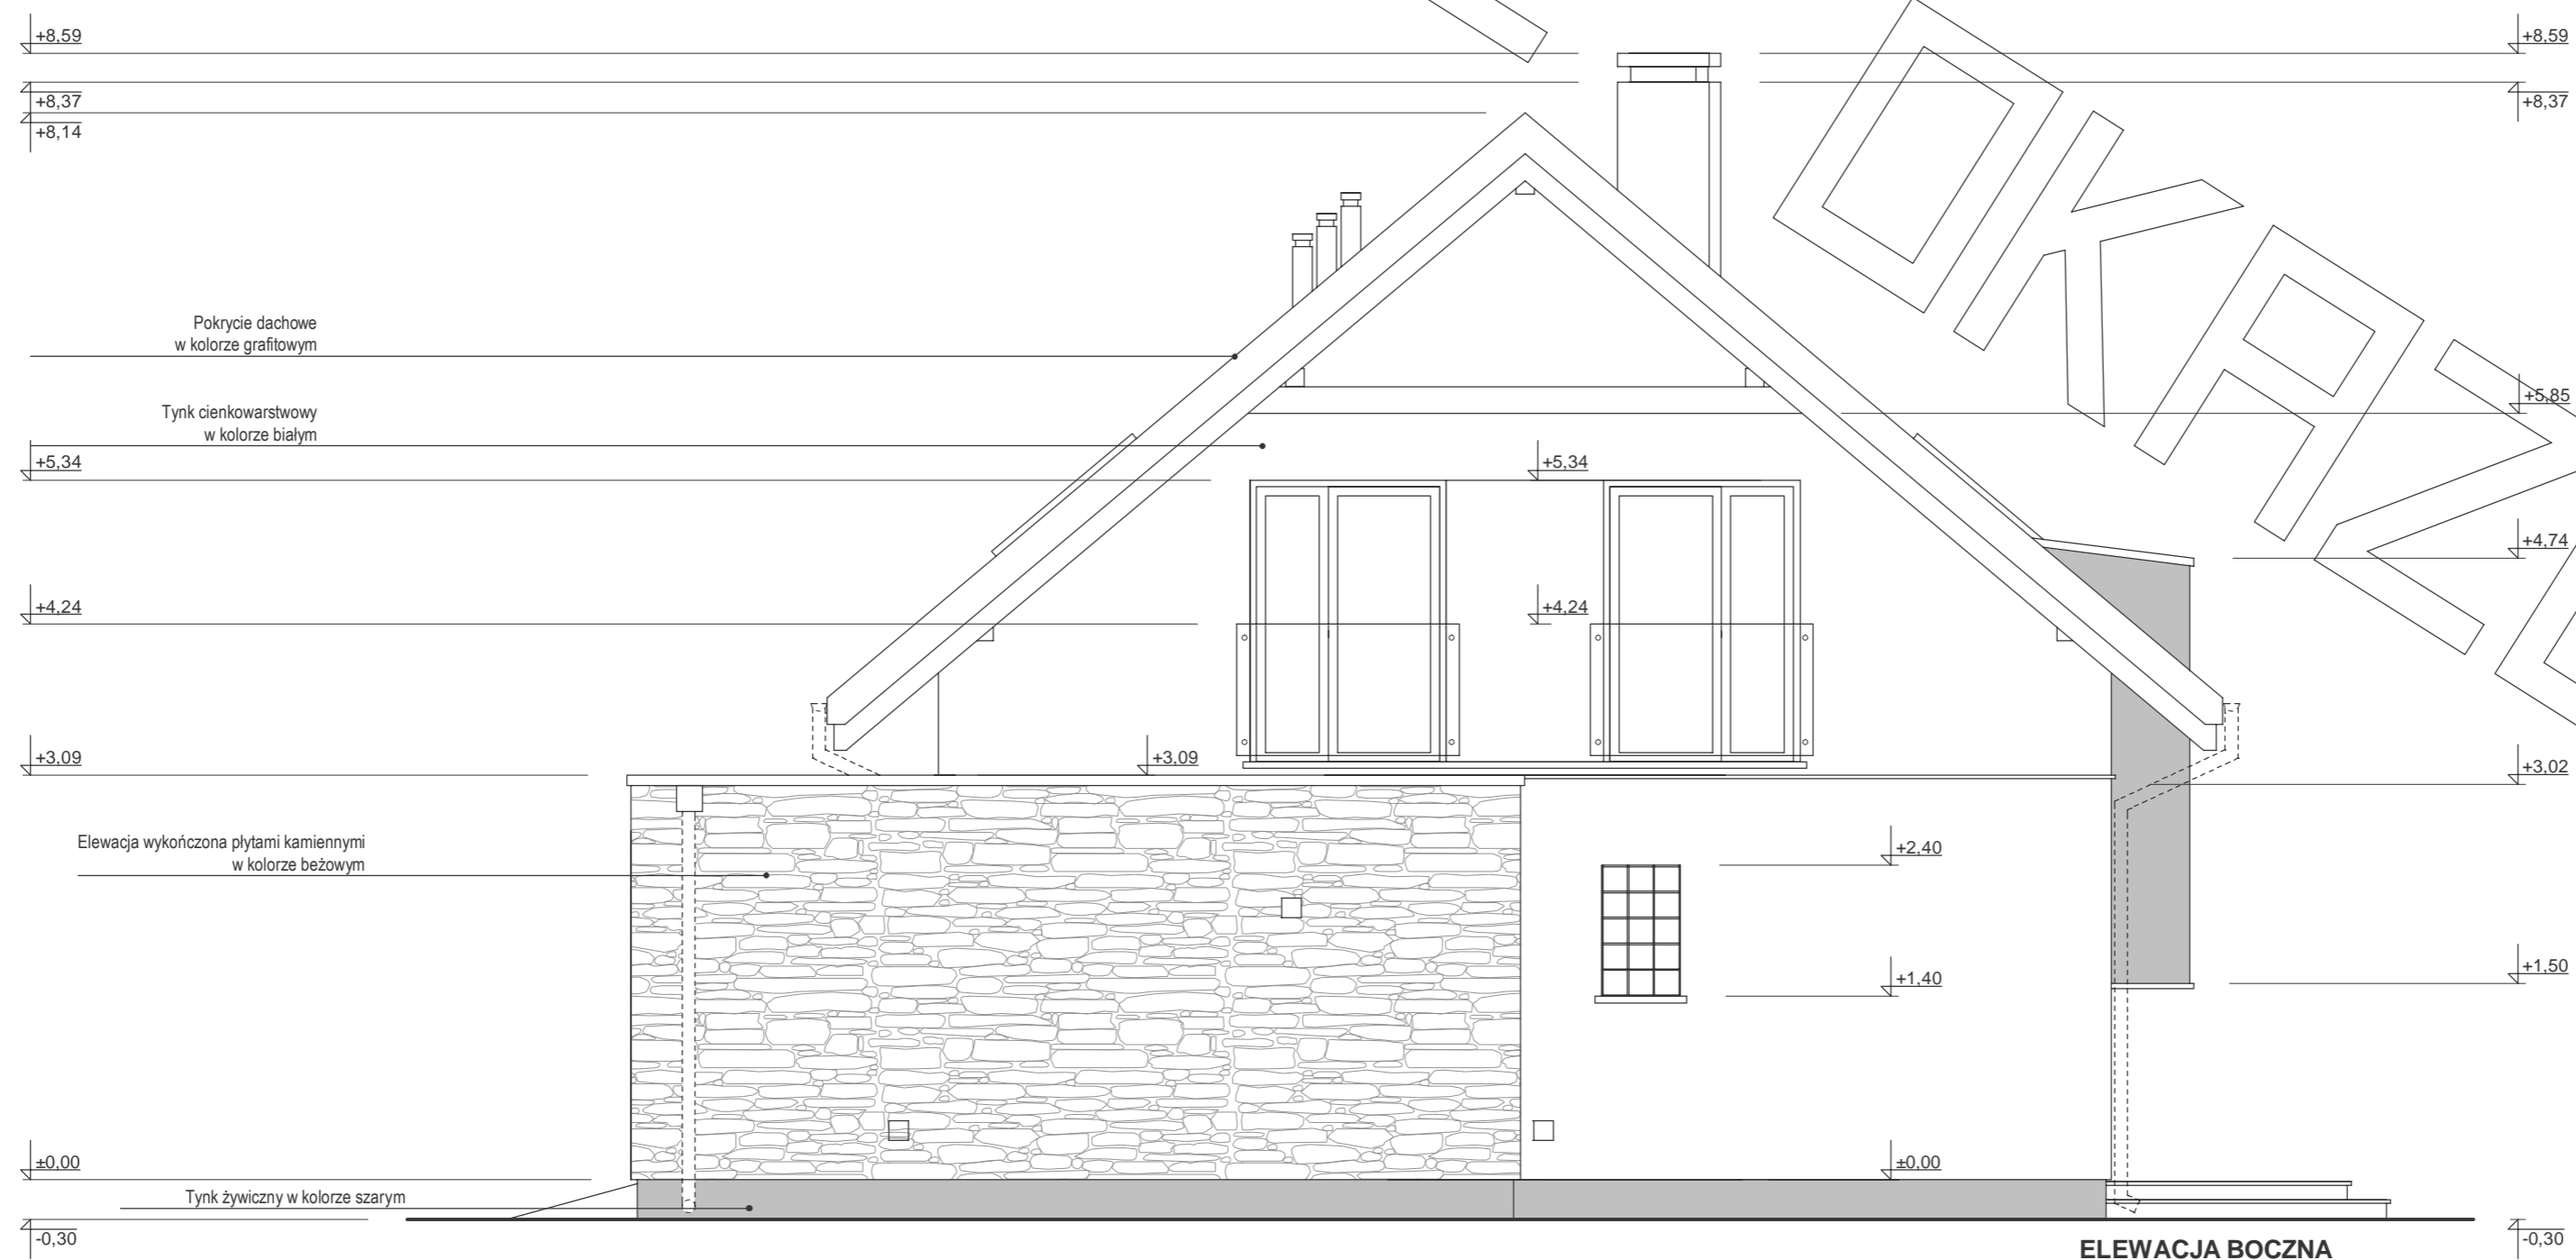 +8,59
+8,59
+8,37
+8,37
+8,14
Pokrycie dachowe
w kolorze grafitowym
+5,85
Tynk cienkowarstwowy
w kolorze białym
+5,34
+5,34
+4,74
+4,24
+4,24
+3,09
+3,09
+3,02
Elewacja wykończona płytami kamiennymi
w kolorze beżowym
+2,40
+1,50
+1,40
±0,00
±0,00
Tynk żywiczny w kolorze szarym
-0,30
-0,30
ELEWACJA BOCZNA